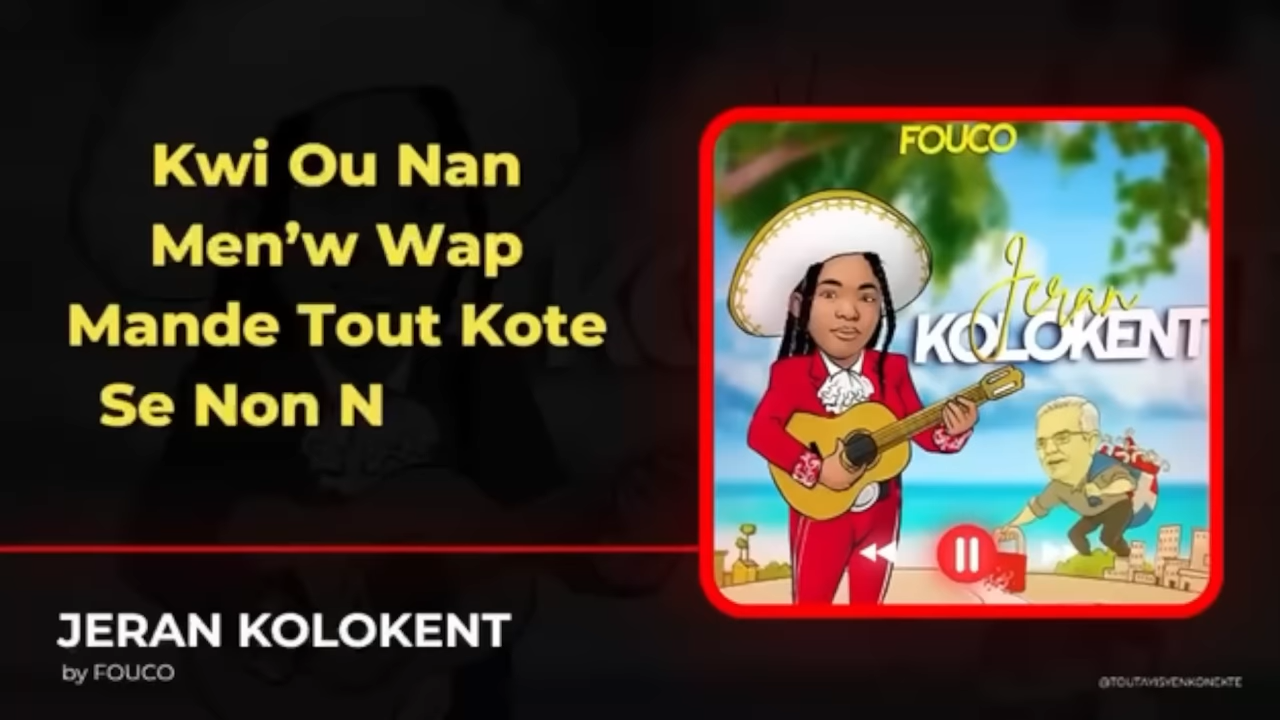 Kwi Ou Nan
Men’w Wap
Mande Tout Kote
Se Non N
FOUCO
Jeran
KOLOKENT
JERAN KOLOKENT
by FOUCO
@TOUTAYISYENKONEKTE